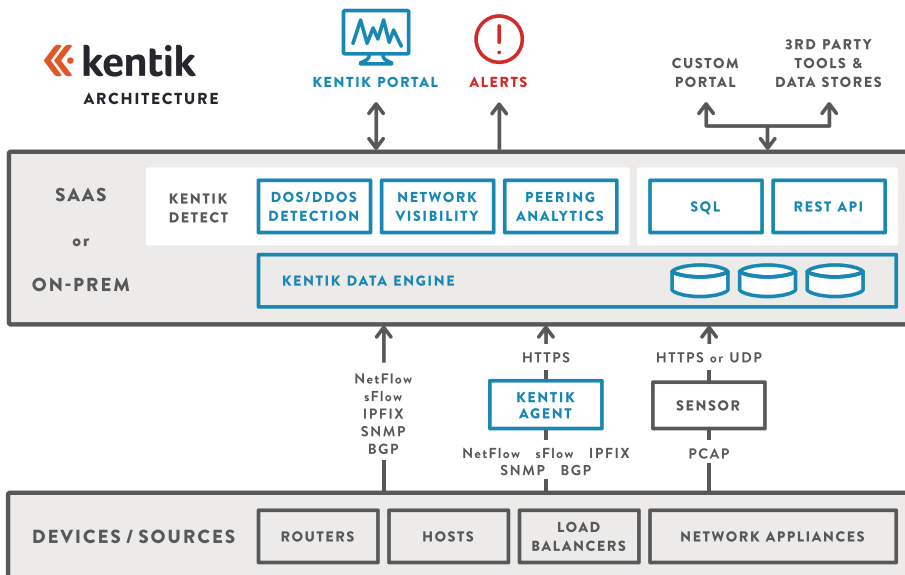 kentik
ARCHITECTURE
KENTIK PORTAL
ALERTS
CUSTOM
PORTAL
3RD PARTY
TOOLS &
DATA STORES
SAAS
or
ON-PREM
KENTIK
DETECT
DOS/DDOS
DETECTION
NETWORK
VISIBILITY
PEERING
ANALYTICS
SQL
REST API
KENTIK DATA ENGINE
NetFlow
sFlow
IPFIX
SNMP
BGP
HTTPS
KENTIK
AGENT
NetFlow sFlow IPFIX
SNMP BGP
HTTPS or UDP
SENSOR
PCAP
DEVICES / SOURCES
ROUTERS
HOSTS
LOAD
BALANCERS
NETWORK APPLIANCES